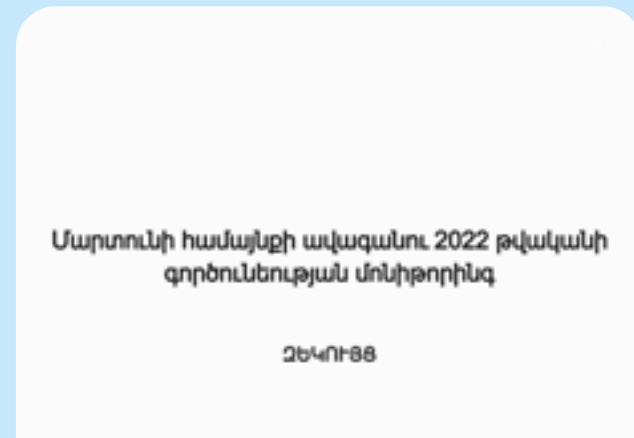 Մարտունի համայնքի ավագանու 2022 թվականի
գործունեության մոնիթորինգ
ԶԵԿՈՒՅՑ